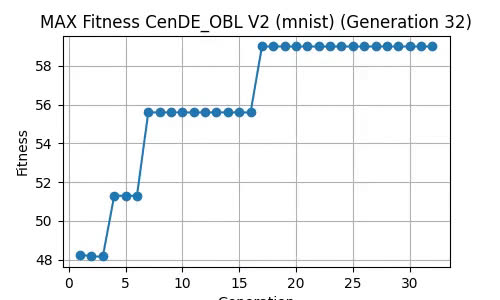 MAX Fitness CenDE_OBL V2 (mnist) (Generation 32)
58
56
54
52
50
48
Fitness
0 5 10 15 20 25 30
Generation